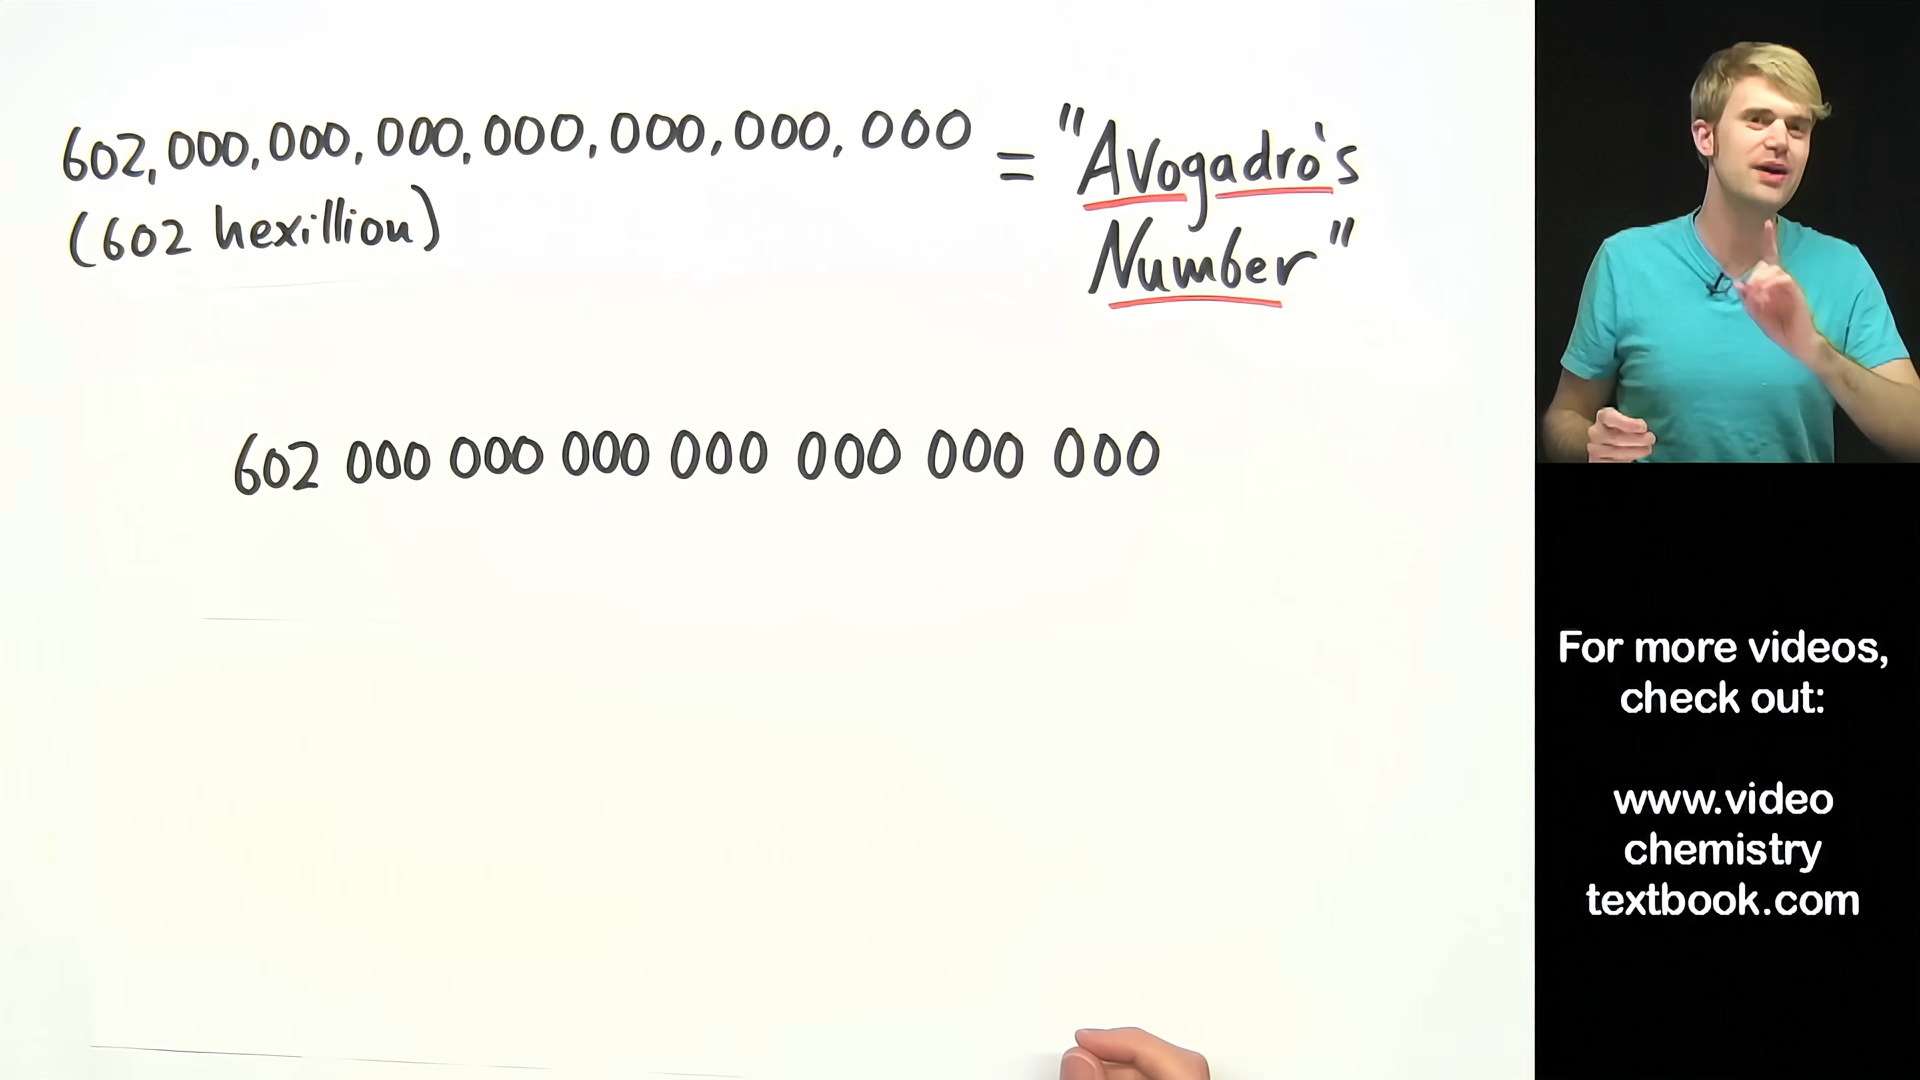 602,000,000,000,000,000,000,000 = "Avogadro's
Number"
(602 hexillion)
602 000 000 000 000 000 000 000
For more videos,
check out:
www.video
chemistry
textbook.com